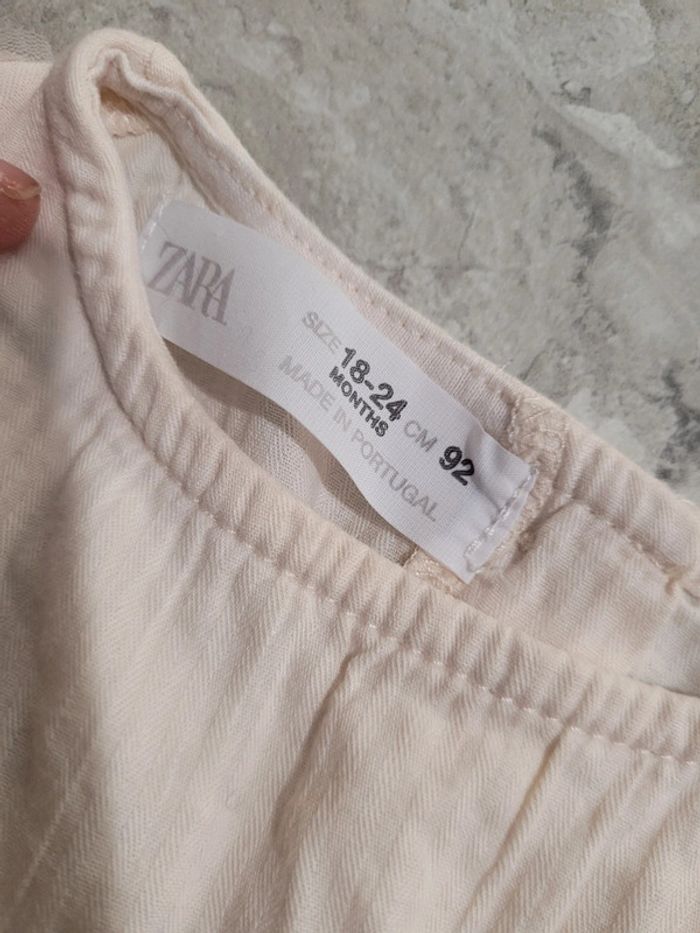 ZARA
SIZE 18-24 CM 92
MONTHS
MADE IN PORTUGAL